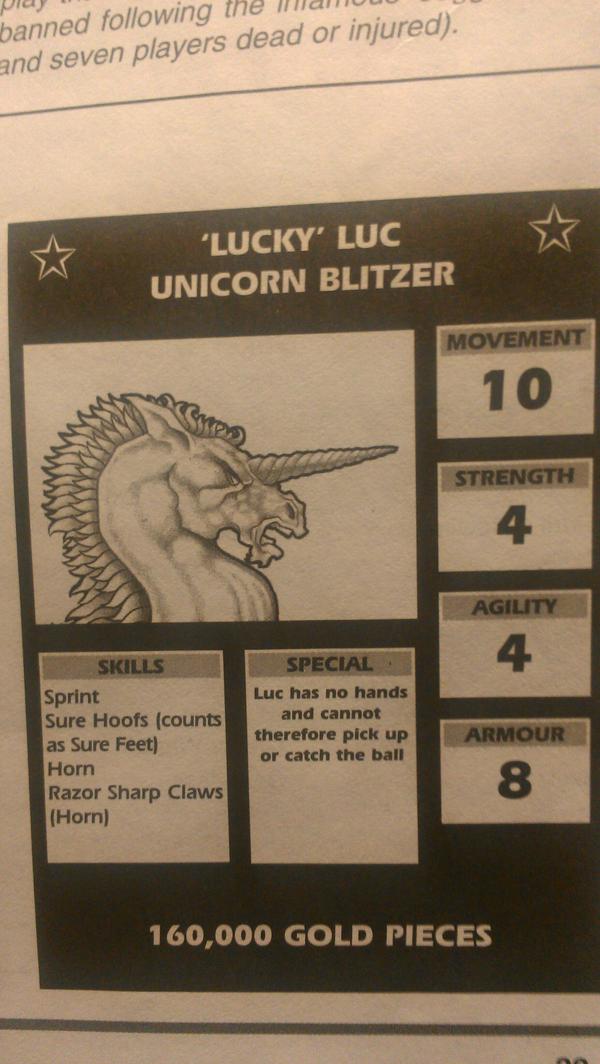 banned following the infamous
and seven players dead or injured).
'LUCKY' LUC
UNICORN BLITZER
MOVEMENT
10
STRENGTH
4
AGILITY
4
ARMOUR
8
SKILLS
Sprint
Sure Hoofs (counts
as Sure Feet)
Horn
Razor Sharp Claws
(Horn)
SPECIAL
Luc has no hands
and cannot
therefore pick up
or catch the ball
160,000 GOLD PIECES